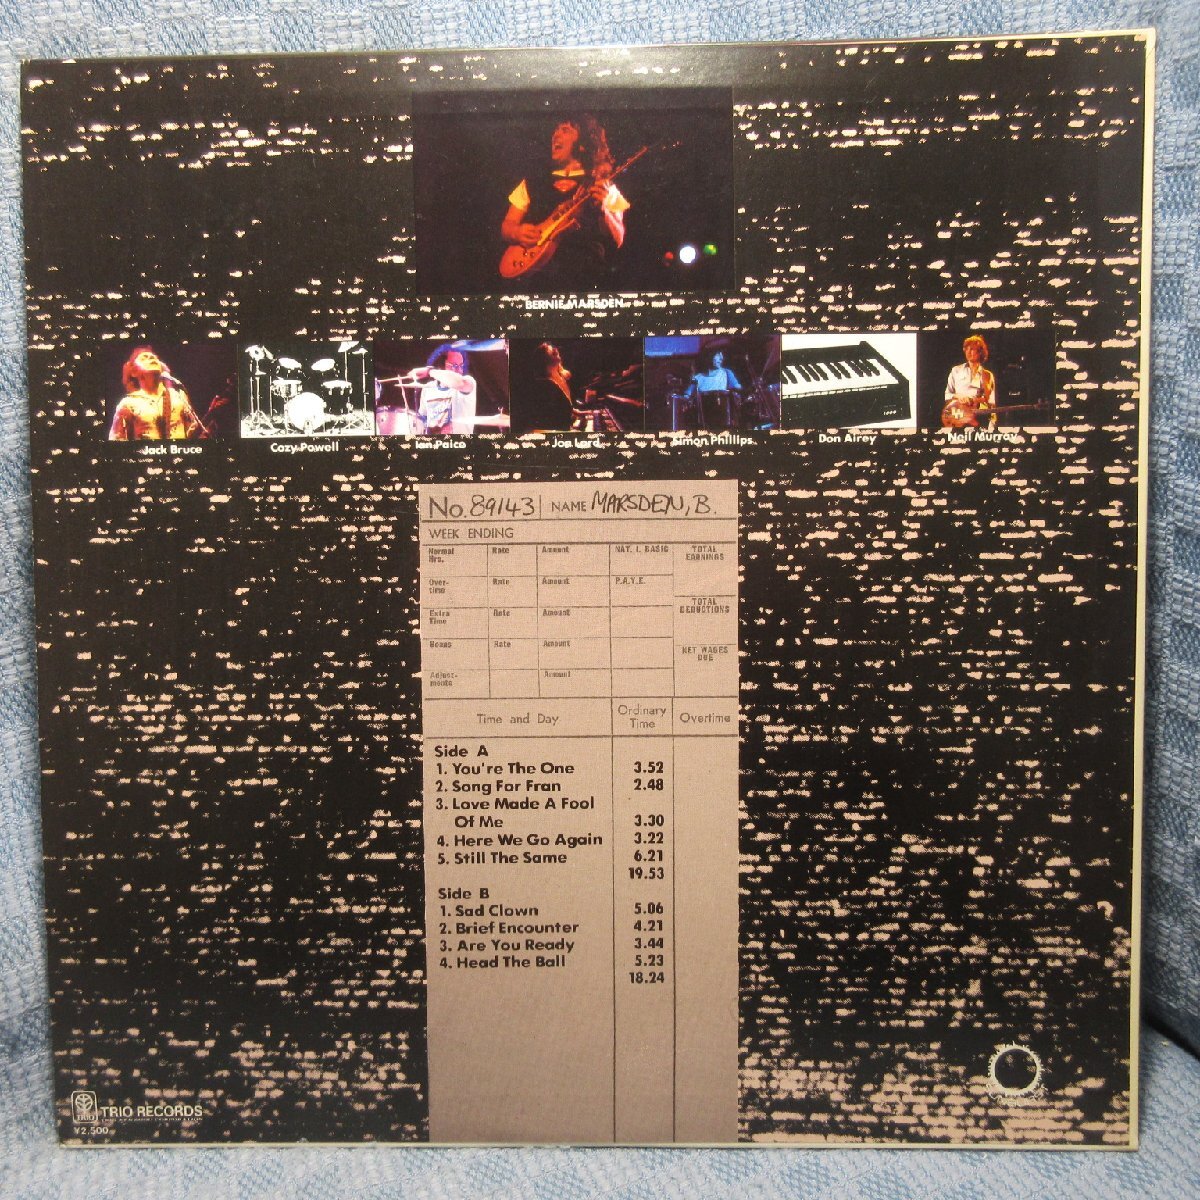 BERNIE MARSDEN
Jack Bruce
Cozy Powell
Ian Paice
Jon Lord
Simon Phillips
Don Airey
Neil Murray
No. 89143 NAME MARSDEN, B.
WEEK ENDING
Normal Hrs. Rate Amount NAT. I. BASIC TOTAL EARNINGS
Over-time Rate Amount P.A.Y.E.
TOTAL DEDUCTIONS
Extra Time Rate Amount
Bonus Rate Amount NET WAGES DUE
Adjust-ments Amount
Time and Day Ordinary Time Overtime
Side A
1. You're The One 3.52
2. Song For Fran 2.48
3. Love Made A Fool
Of Me 3.30
4. Here We Go Again 3.22
5. Still The Same 6.21
19.53
Side B
1. Sad Clown 5.06
2. Brief Encounter 4.21
3. Are You Ready 3.44
4. Head The Ball 5.23
18.24
TRIO
TRIO RECORDS
¥2,500